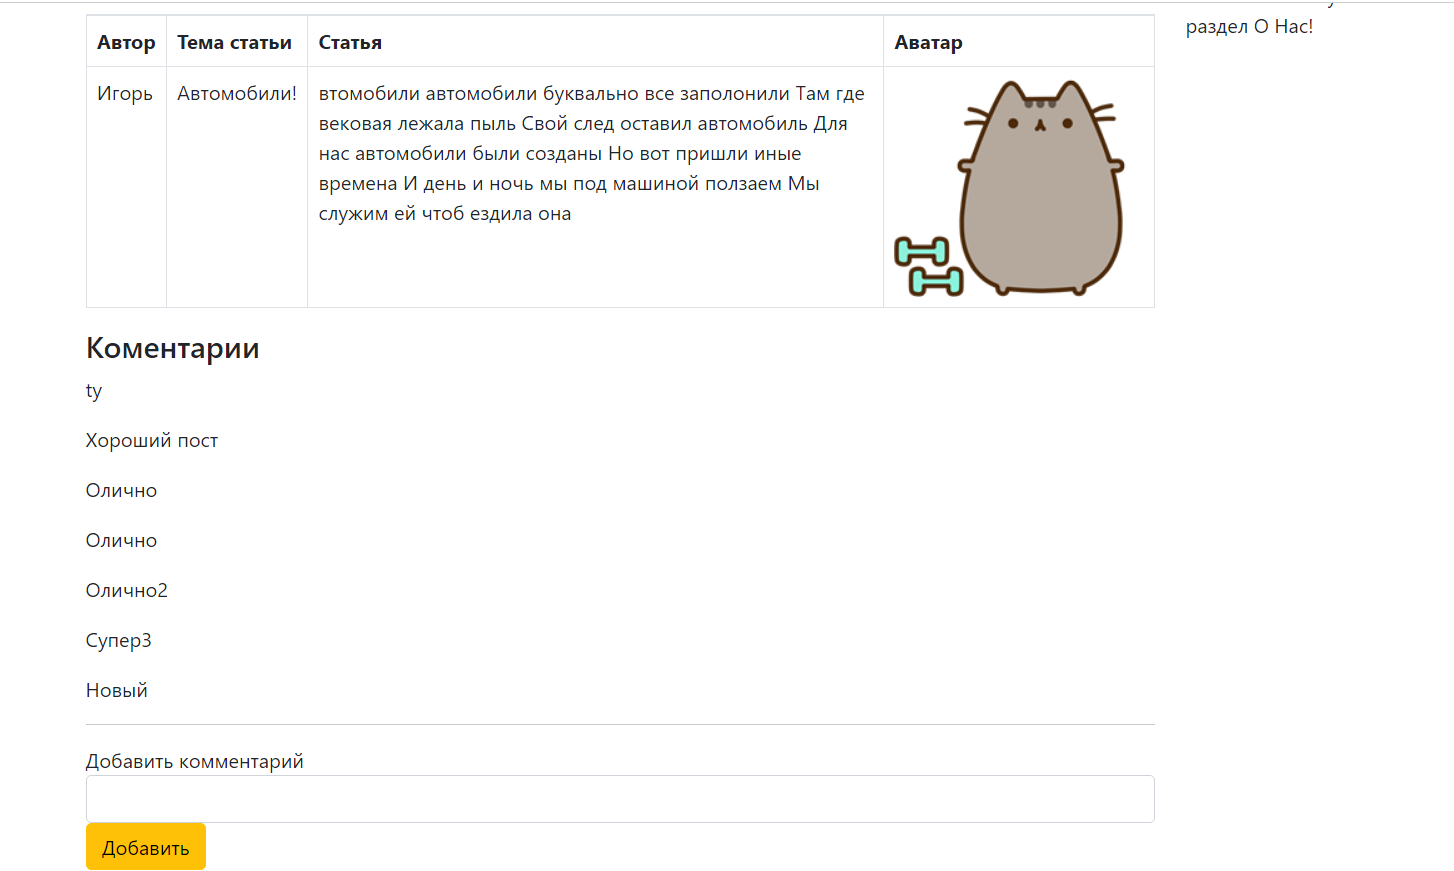 раздел О Нас!
Автор Тема статьи Статья Аватар
Игорь Автомобили! втомобили автомобили буквально все заполонили Там где
вековая лежала пыль Свой след оставил автомобиль Для
нас автомобили были созданы Но вот пришли иные
времена И день и ночь мы под машиной ползаем Мы
служим ей чтоб ездила она
Коментарии
ty
Хороший пост
Олично
Олично
Олично2
Супер3
Новый
Добавить комментарий
Добавить